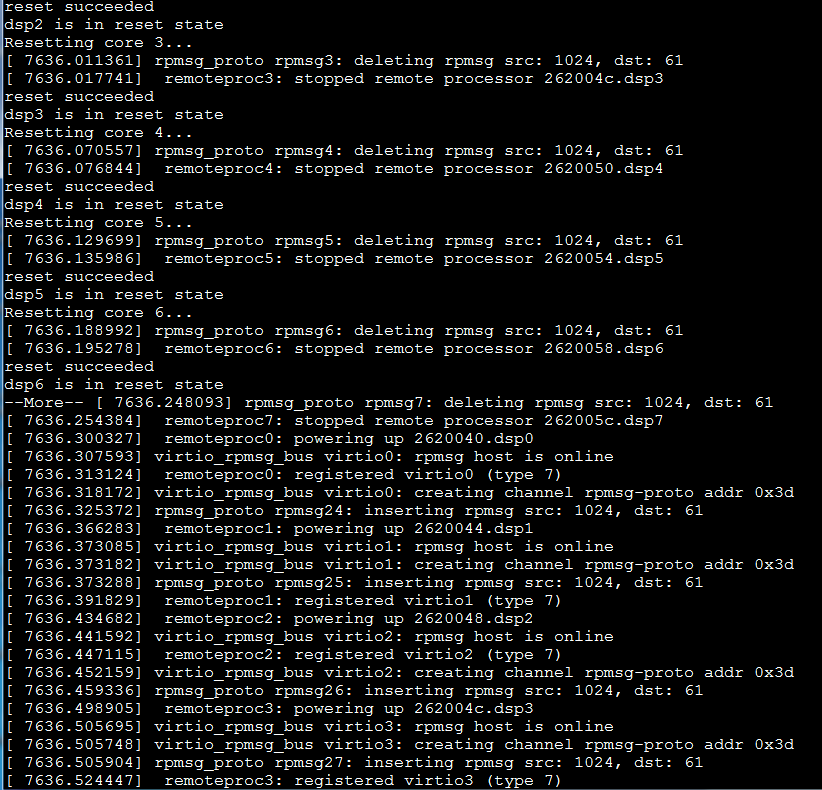 reset succeeded
dsp2 is in reset state
Resetting core 3...
[ 7636.011361] rpmsg_proto rpmsg3: deleting rpmsg src: 1024, dst: 61
[ 7636.017741]  remoteproc3: stopped remote processor 262004c.dsp3
reset succeeded
dsp3 is in reset state
Resetting core 4...
[ 7636.070557] rpmsg_proto rpmsg4: deleting rpmsg src: 1024, dst: 61
[ 7636.076844]  remoteproc4: stopped remote processor 2620050.dsp4
reset succeeded
dsp4 is in reset state
Resetting core 5...
[ 7636.129699] rpmsg_proto rpmsg5: deleting rpmsg src: 1024, dst: 61
[ 7636.135986]  remoteproc5: stopped remote processor 2620054.dsp5
reset succeeded
dsp5 is in reset state
Resetting core 6...
[ 7636.188992] rpmsg_proto rpmsg6: deleting rpmsg src: 1024, dst: 61
[ 7636.195278]  remoteproc6: stopped remote processor 2620058.dsp6
reset succeeded
dsp6 is in reset state
--More-- [ 7636.248093] rpmsg_proto rpmsg7: deleting rpmsg src: 1024, dst: 61
[ 7636.254384]  remoteproc7: stopped remote processor 262005c.dsp7
[ 7636.300327]  remoteproc0: powering up 2620040.dsp0
[ 7636.307593] virtio_rpmsg_bus virtio0: rpmsg host is online
[ 7636.313124]  remoteproc0: registered virtio0 (type 7)
[ 7636.318172] virtio_rpmsg_bus virtio0: creating channel rpmsg-proto addr 0x3d
[ 7636.325372] rpmsg_proto rpmsg24: inserting rpmsg src: 1024, dst: 61
[ 7636.366283]  remoteproc1: powering up 2620044.dsp1
[ 7636.373085] virtio_rpmsg_bus virtio1: rpmsg host is online
[ 7636.373182] virtio_rpmsg_bus virtio1: creating channel rpmsg-proto addr 0x3d
[ 7636.373288] rpmsg_proto rpmsg25: inserting rpmsg src: 1024, dst: 61
[ 7636.391829]  remoteproc1: registered virtio1 (type 7)
[ 7636.434682]  remoteproc2: powering up 2620048.dsp2
[ 7636.441592] virtio_rpmsg_bus virtio2: rpmsg host is online
[ 7636.447115]  remoteproc2: registered virtio2 (type 7)
[ 7636.452159] virtio_rpmsg_bus virtio2: creating channel rpmsg-proto addr 0x3d
[ 7636.459336] rpmsg_proto rpmsg26: inserting rpmsg src: 1024, dst: 61
[ 7636.498905]  remoteproc3: powering up 262004c.dsp3
[ 7636.505695] virtio_rpmsg_bus virtio3: rpmsg host is online
[ 7636.505748] virtio_rpmsg_bus virtio3: creating channel rpmsg-proto addr 0x3d
[ 7636.505904] rpmsg_proto rpmsg27: inserting rpmsg src: 1024, dst: 61
[ 7636.524447]  remoteproc3: registered virtio3 (type 7)